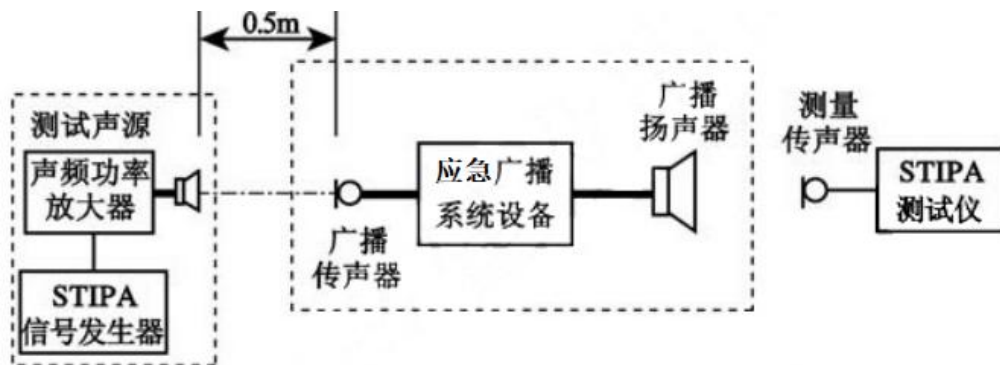 0.5m
测试声源
声频功率
放大器
STIPA
信号发生器
广播
传声器
应急广播
系统设备
广播
扬声器
测量
传声器
STIPA
测试仪